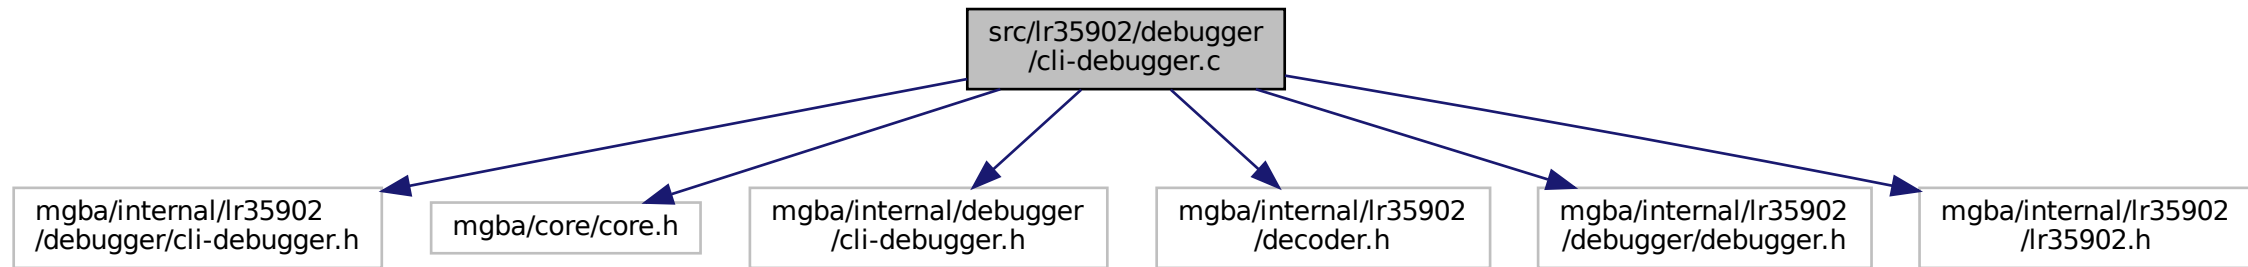 src/lr35902/debugger
/cli-debugger.c
mgba/internal/lr35902
/debugger/cli-debugger.h
mgba/core/core.h
mgba/internal/debugger
/cli-debugger.h
mgba/internal/lr35902
/decoder.h
mgba/internal/lr35902
/debugger/debugger.h
mgba/internal/lr35902
/lr35902.h